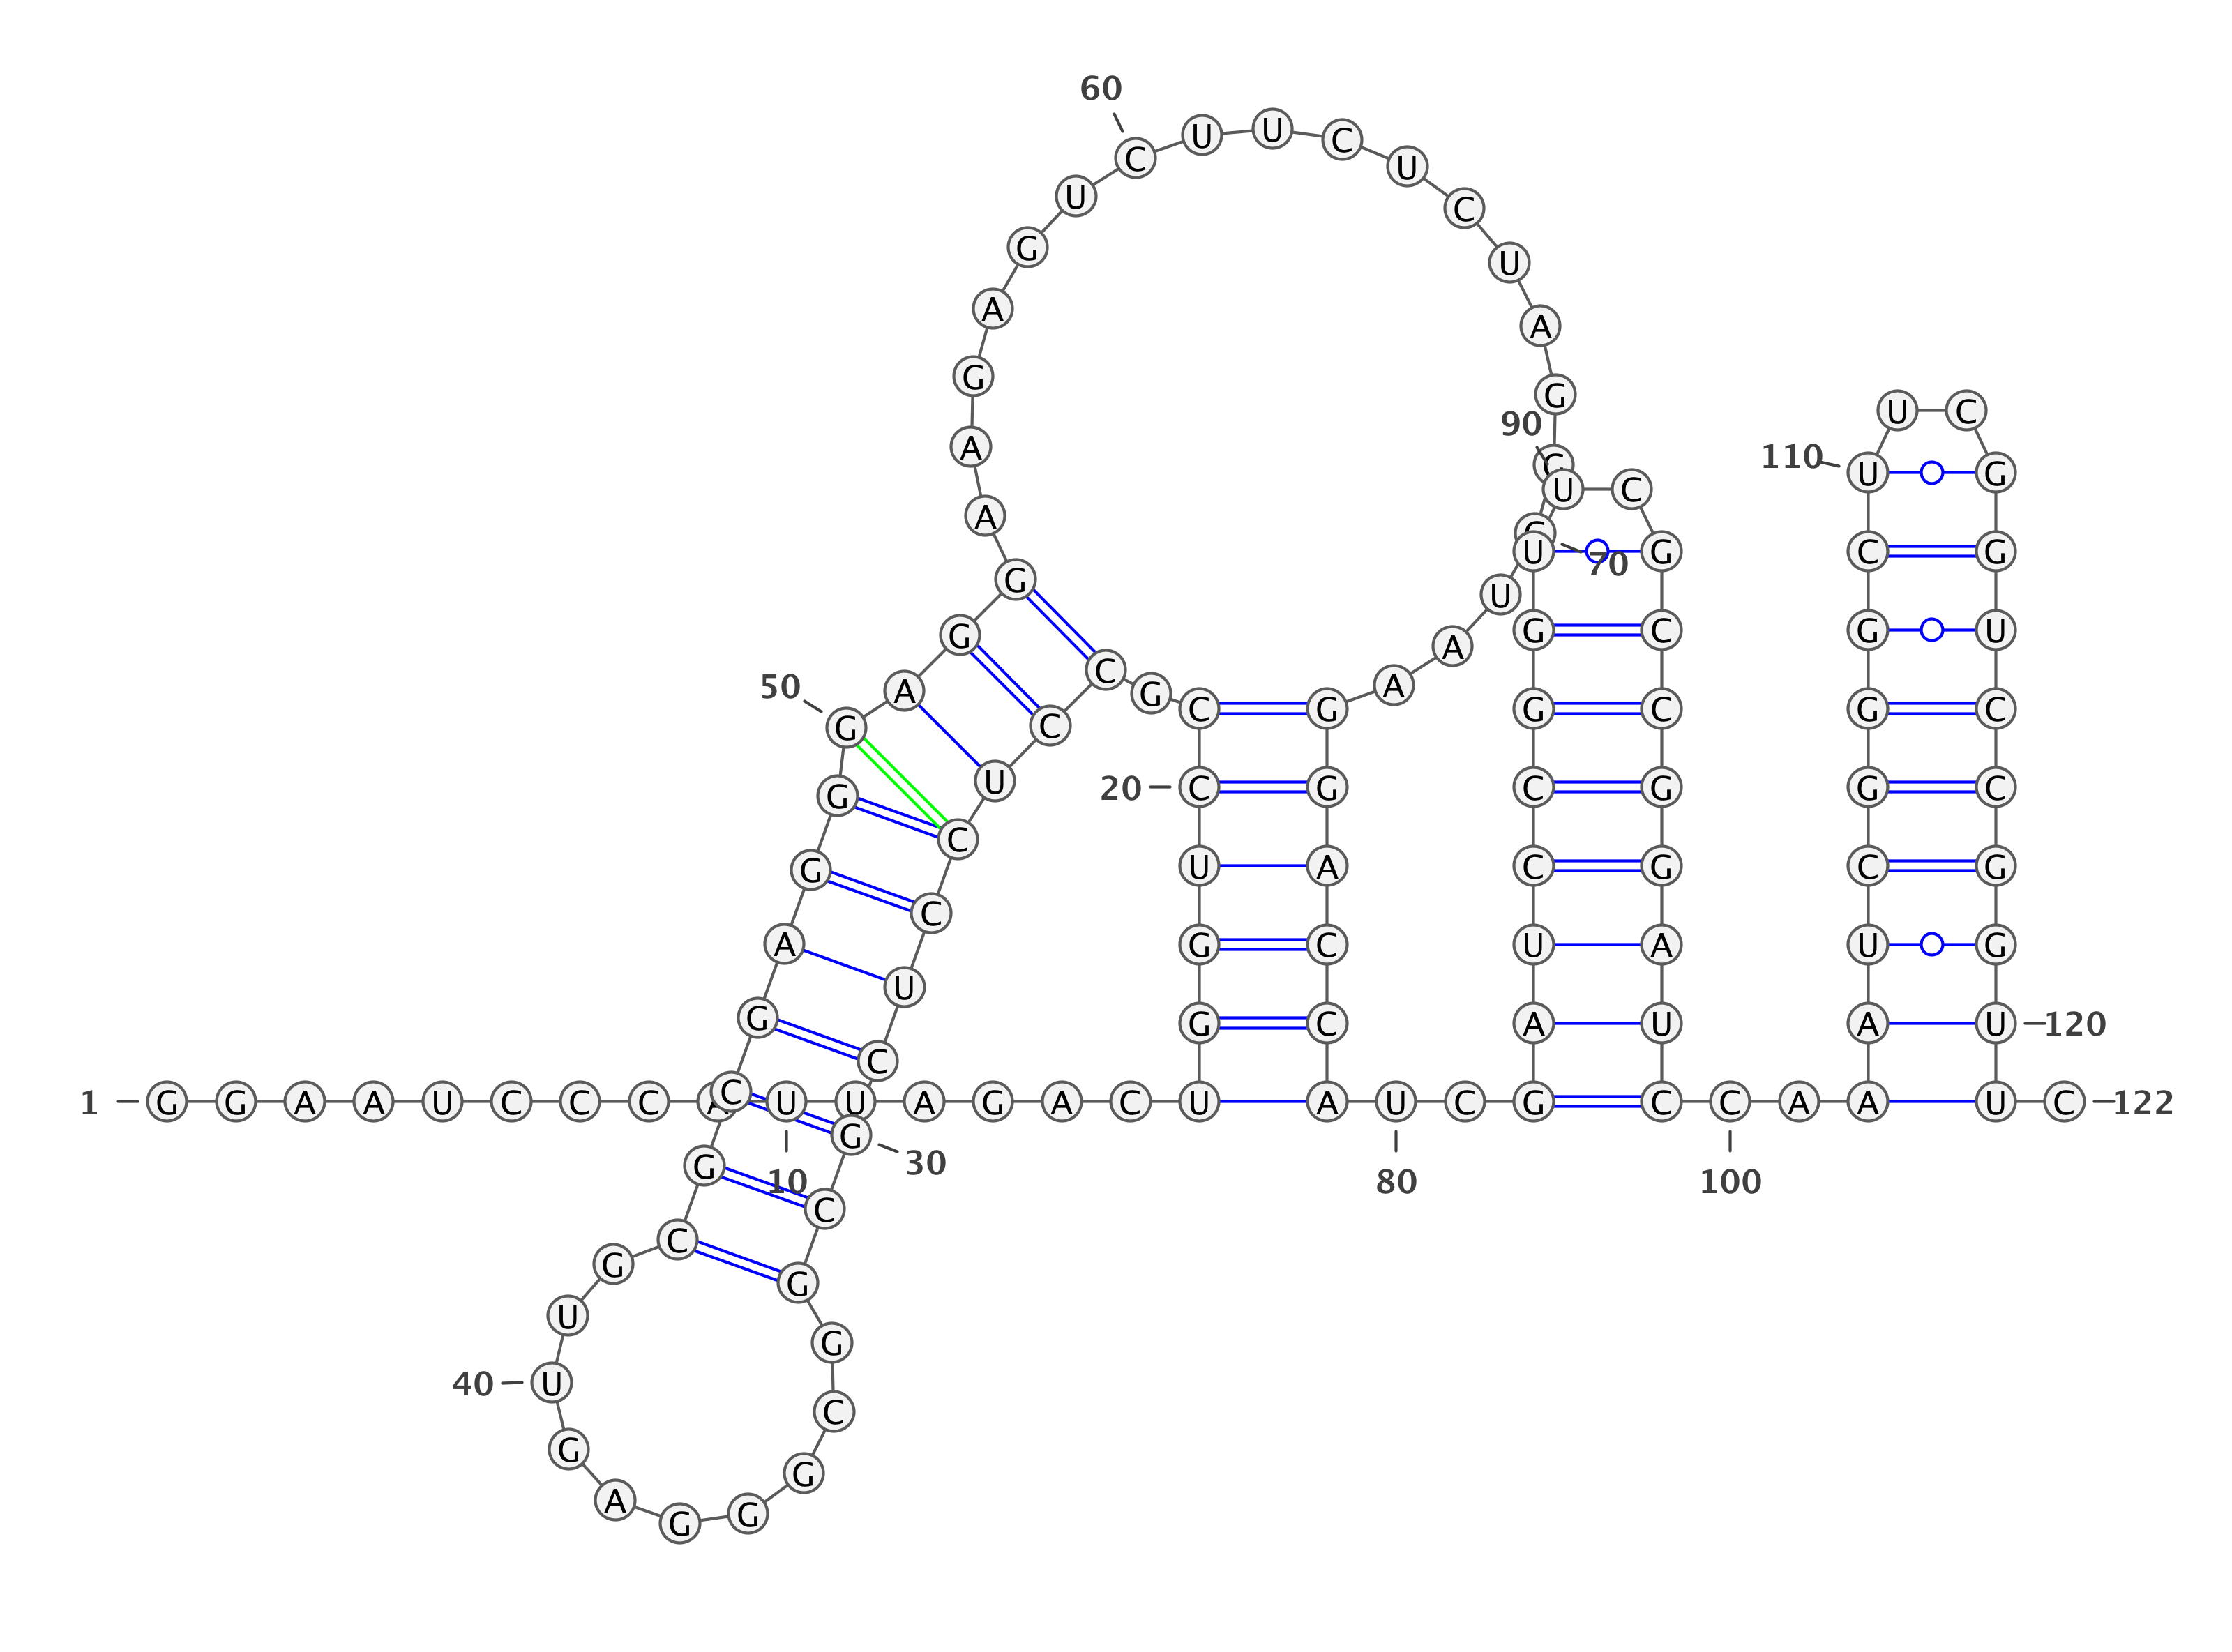 60
C U U C U
U C
G U
A A
G G
U C
90
A 110 U G
U C
A U G C G
70
G U
G A G C G U
50 A C G A
C G G C G C
G C
U
20 C G C G G C
G
C
G U A C G C G
C
A G C U A U G
U
G G C A U A U 120
C
C
1 G G A A U C C C A U U A G A C U A U C G C C A A U C 122
G 30
G 10 80 100
C
C G
G
U G
40 U C
G G
A G G